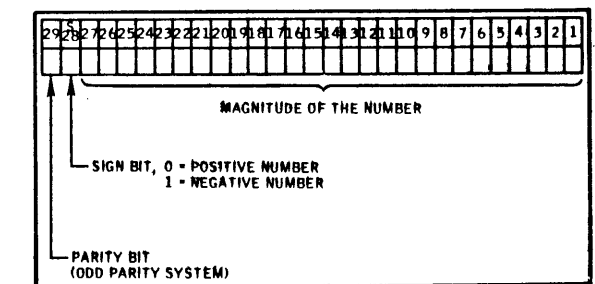 S
29 28 27 26 25 24 23 22 21 20 19 18 17 16 15 14 13 12 11 10 9 8 7 6 5 4 3 2 1
MAGNITUDE OF THE NUMBER
SIGN BIT, 0 = POSITIVE NUMBER
1 = NEGATIVE NUMBER
PARITY BIT
(ODD PARITY SYSTEM)